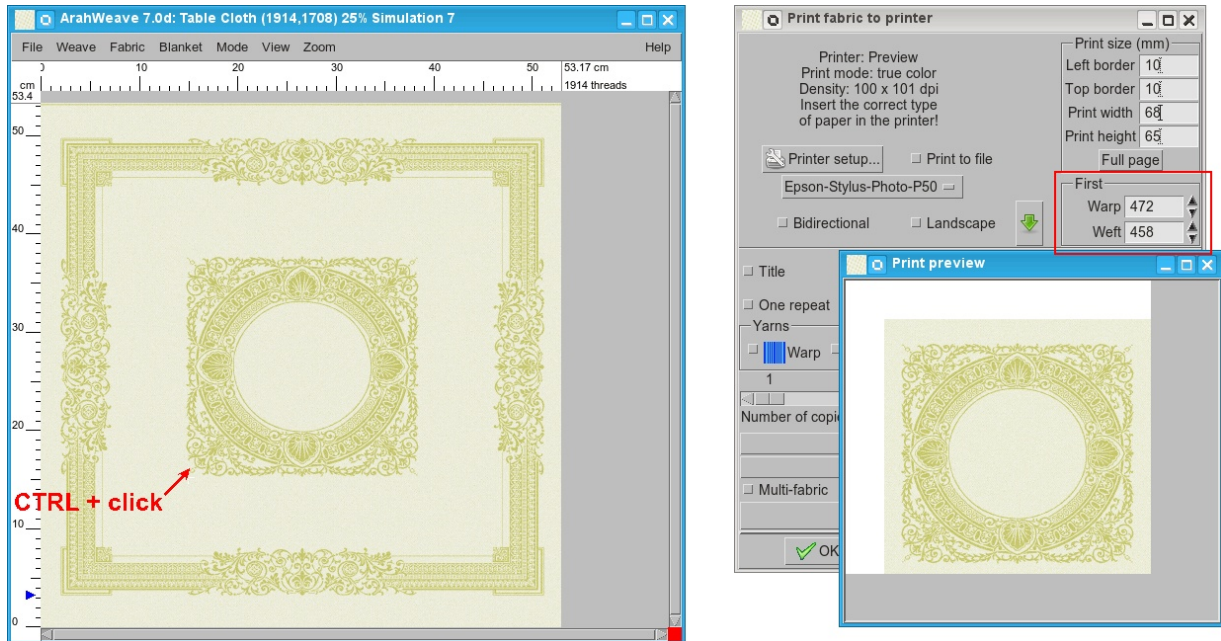 ArahWeave 7.0d: Table Cloth (1914,1708) 25% Simulation 7
File Weave Fabric Blanket Mode View Zoom Help
10 20 30 40 50 53.17 cm
cm 1914 threads
53.4
50
40
30
20
10
0
CTRL + click
Print fabric to printer
Printer: Preview
Print mode: true color
Density: 100 x 101 dpi
Insert the correct type
of paper in the printer!
Print size (mm)
Left border 10
Top border 10
Print width 68
Print height 65
Full page
Printer setup... Print to file
Epson-Stylus-Photo-P50
Bidirectional Landscape
First
Warp 472
Weft 458
Title
One repeat
Yarns
Warp
1
Number of copi
Multi-fabric
OK
Print preview